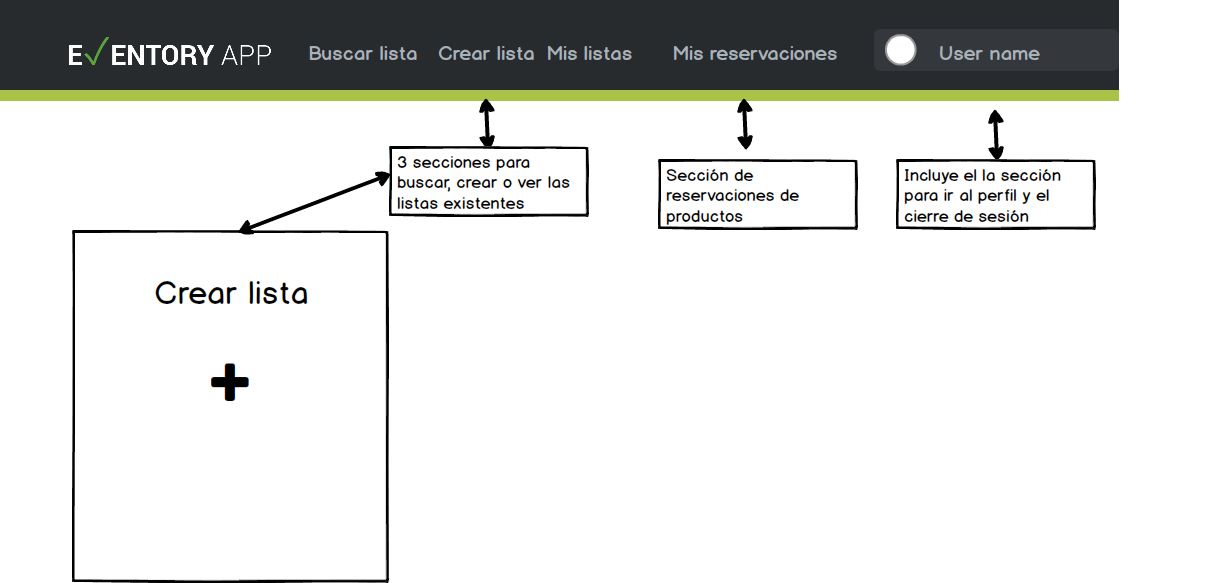 EVENTORY APP
Buscar lista
Crear lista
Mis listas
Mis reservaciones
User name
3 secciones para
buscar, crear o ver las
listas existentes
Sección de
reservaciones de
productos
Incluye el la sección
para ir al perfil y el
cierre de sesión
Crear lista